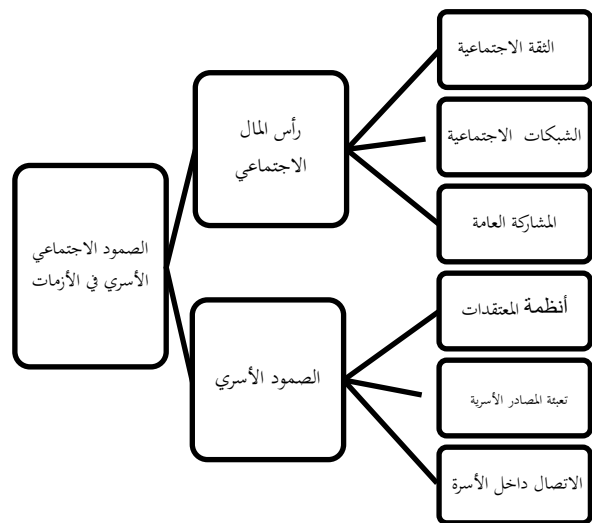 الثقة الاجتماعية
رأس المال
الاجتماعي
الشبكات الاجتماعية
المشاركة العامة
الصمود الاجتماعي
الأسري في الأزمات
أنظمة المعتقدات
الصمود الأسري
تعبئة المصادر الأسرية
الاتصال داخل الأسرة